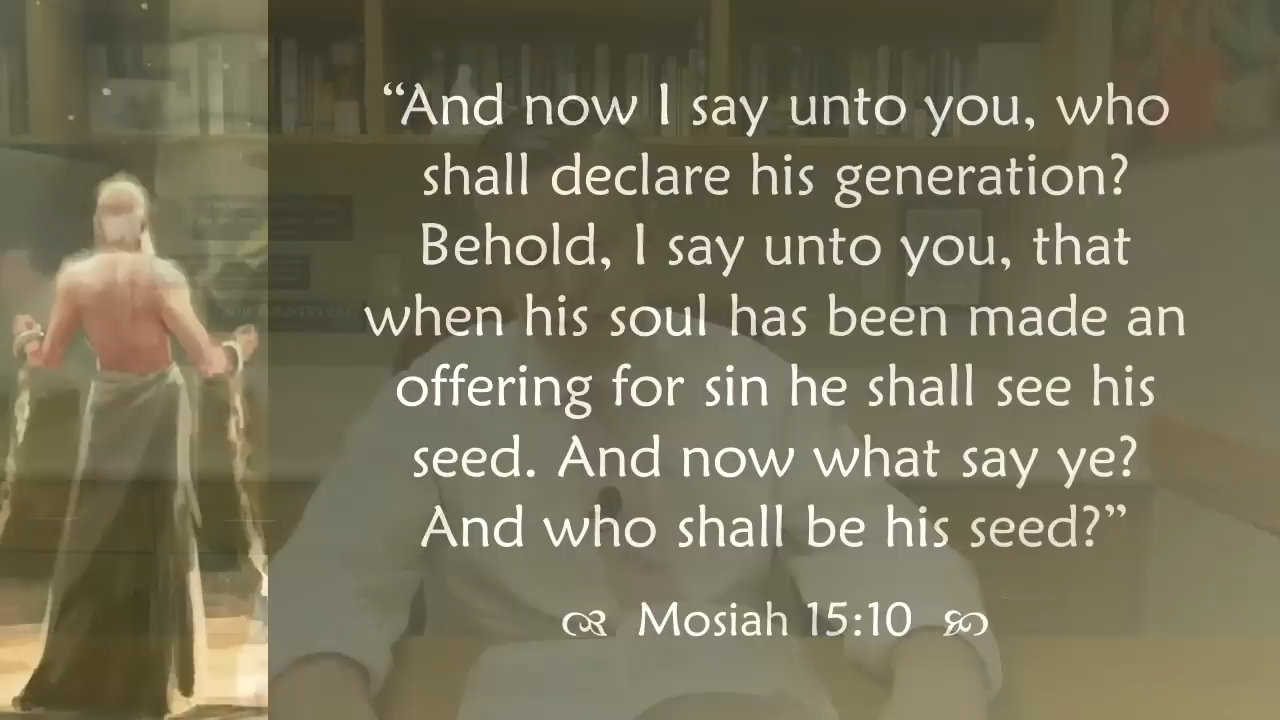 “And now I say unto you, who
shall declare his generation?
Behold, I say unto you, that
when his soul has been made an
offering for sin he shall see his
seed. And now what say ye?
And who shall be his seed?”
Mosiah 15:10